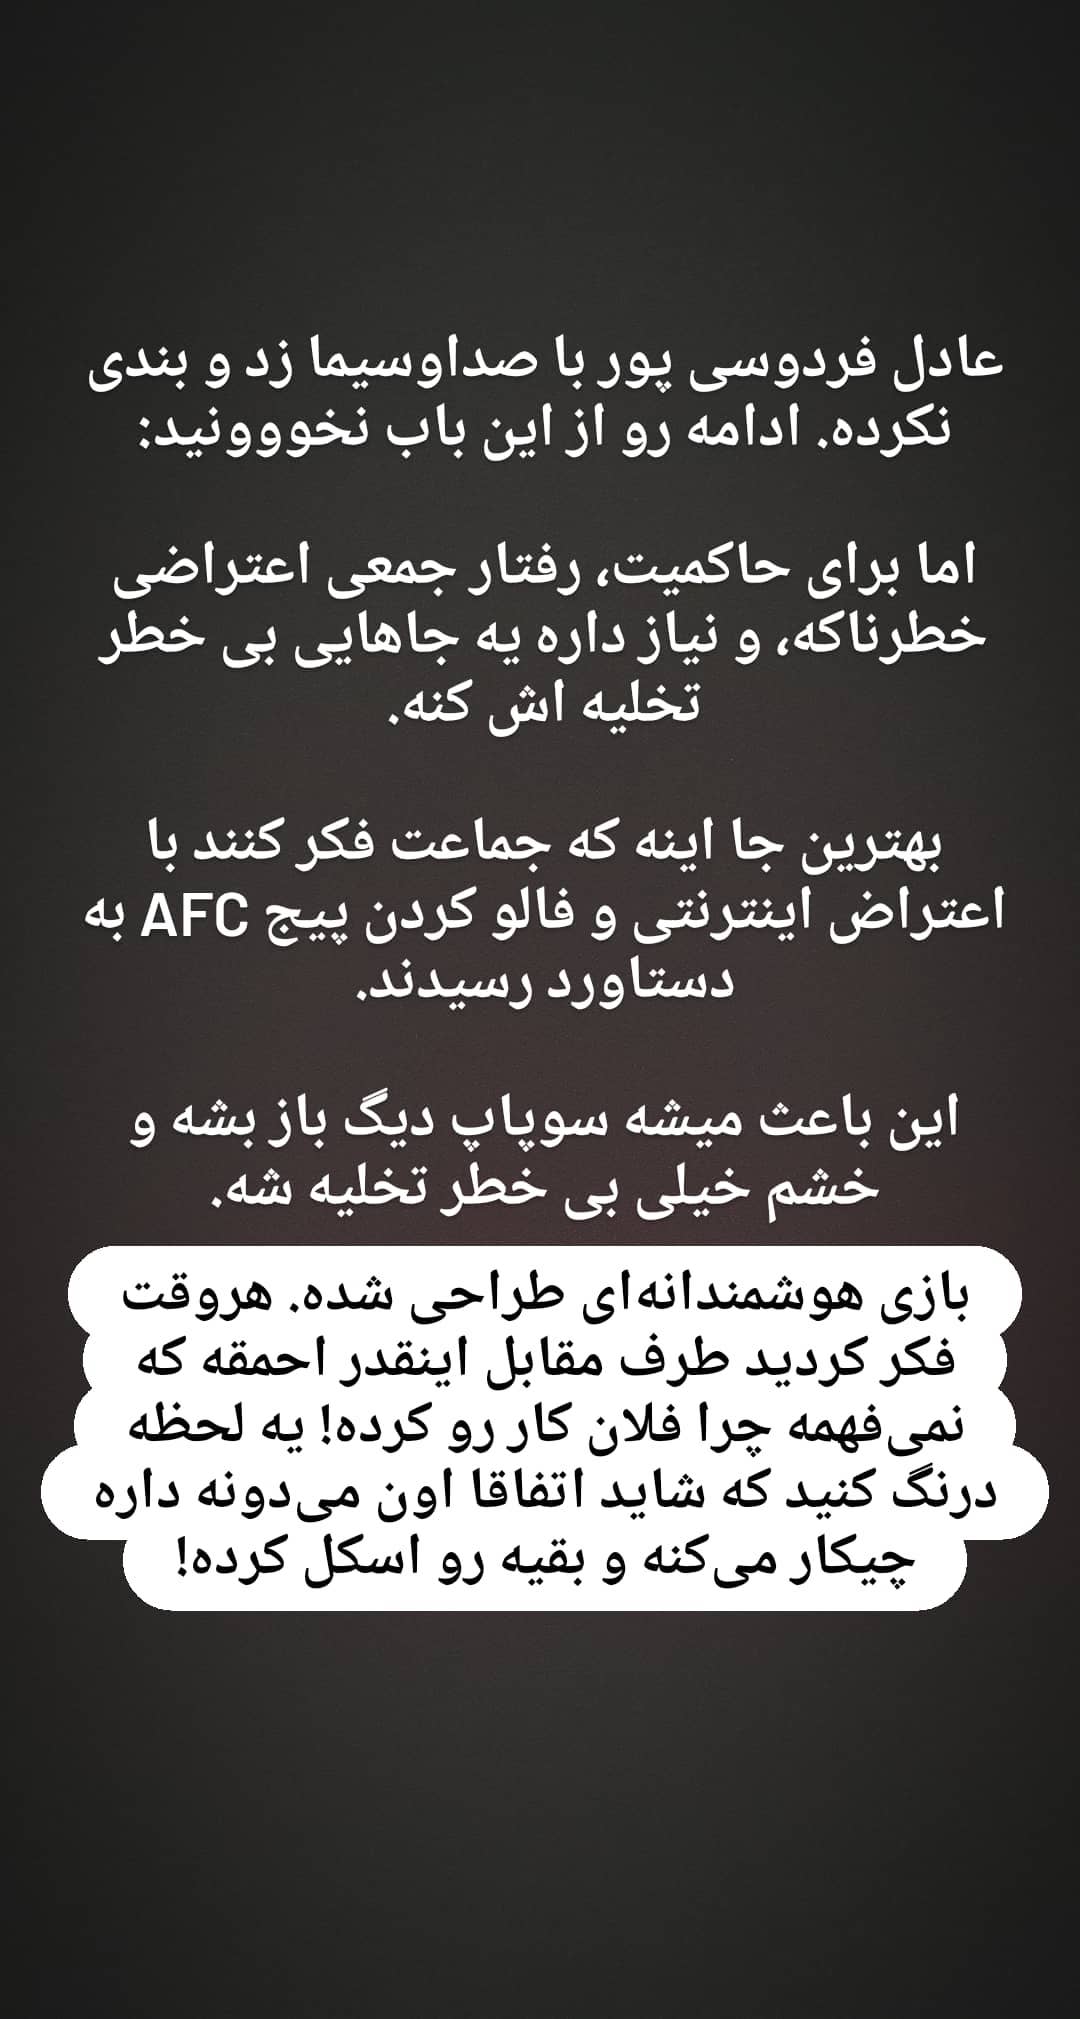 عادل فردوسی پور با صداوسیما زد و بندی
نکرده. ادامه رو از این باب نخووونید:
اما برای حاکمیت، رفتار جمعی اعتراضی
خطرناکه، و نیاز داره یه جاهایی بی خطر
تخلیه اش کنه.
بهترین جا اینه که جماعت فکر کنند با
اعتراض اینترنتی و فالو کردن پیج AFC به
دستاورد رسیدند.
این باعث میشه سوپاپ دیگ باز بشه و
خشم خیلی بی خطر تخلیه شه.
بازی هوشمندانه‌ای طراحی شده. هروقت
فکر کردید طرف مقابل اینقدر احمقه که
نمی‌فهمه چرا فلان کار رو کرده! یه لحظه
درنگ کنید که شاید اتفاقا اون می‌دونه داره
چیکار می‌کنه و بقیه رو اسکل کرده!